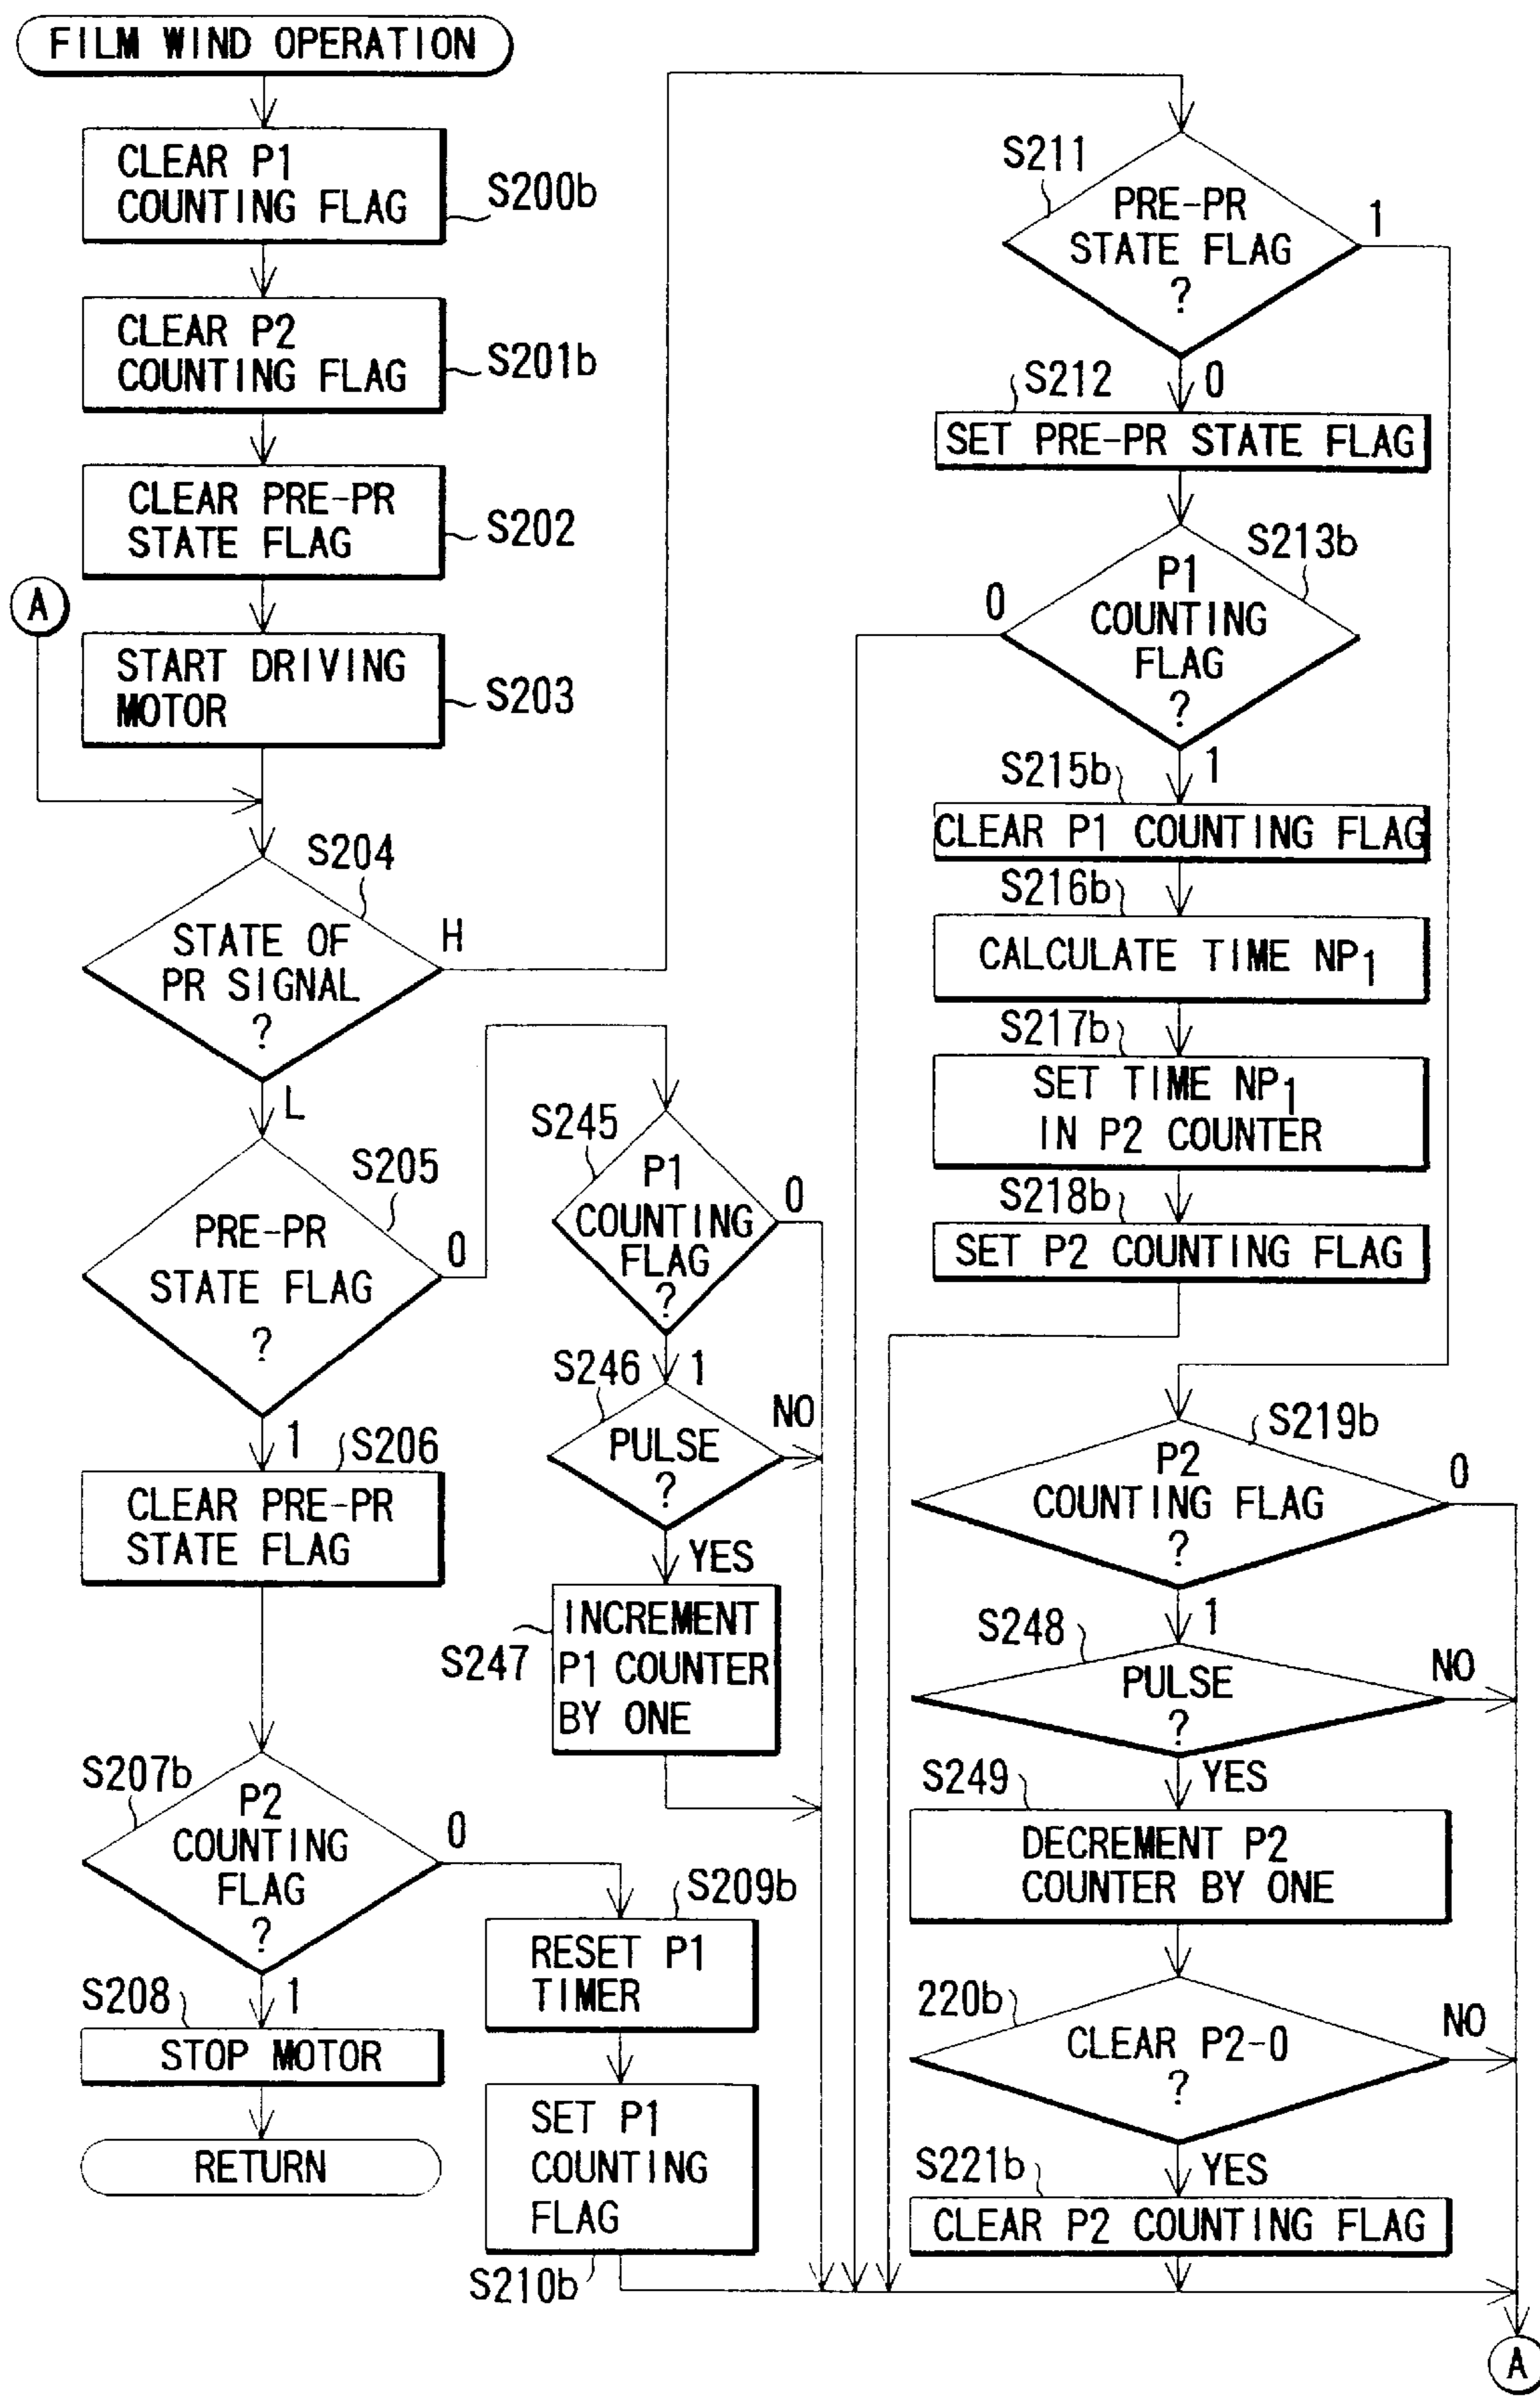 FILM WIND OPERATION
CLEAR P1
COUNTING FLAG
S200b
CLEAR P2
COUNTING FLAG
S201b
CLEAR PRE-PR
STATE FLAG
S202
A
START DRIVING
MOTOR
S203
S204
STATE OF
PR SIGNAL
?
H
L
S205
PRE-PR
STATE FLAG
?
0
1
S206
CLEAR PRE-PR
STATE FLAG
S207b
P2
COUNTING
FLAG
?
0
1
S208
STOP MOTOR
RETURN
S245
P1
COUNTING
FLAG
?
0
1
S246
PULSE
?
NO
YES
INCREMENT
P1 COUNTER
BY ONE
S247
S209b
RESET P1
TIMER
SET P1
COUNTING
FLAG
S210b
S211
PRE-PR
STATE FLAG
?
1
0
S212
SET PRE-PR STATE FLAG
S213b
P1
COUNTING
FLAG
?
0
1
S215b
CLEAR P1 COUNTING FLAG
S216b
CALCULATE TIME NP1
S217b
SET TIME NP1
IN P2 COUNTER
S218b
SET P2 COUNTING FLAG
S219b
P2
COUNTING FLAG
?
0
1
S248
PULSE
?
NO
YES
S249
DECREMENT P2
COUNTER BY ONE
220b
CLEAR P2-0
?
NO
YES
S221b
CLEAR P2 COUNTING FLAG
A